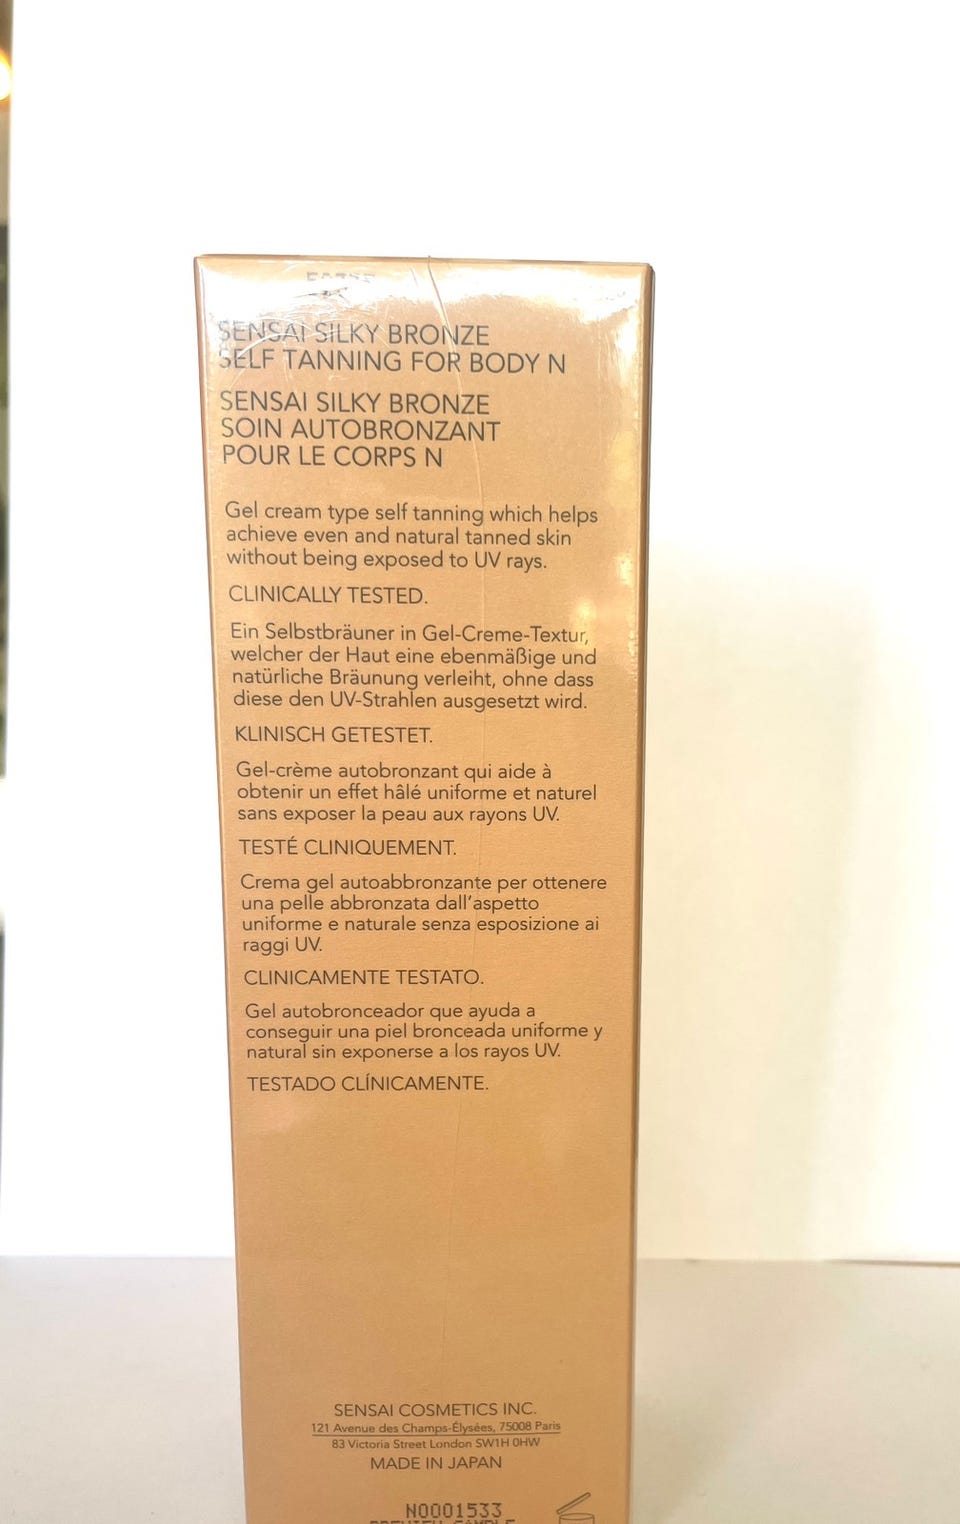 SENSAI SILKY BRONZE
SELF TANNING FOR BODY N
SENSAI SILKY BRONZE
SOIN AUTOBRONZANT
POUR LE CORPS N
Gel cream type self tanning which helps
achieve even and natural tanned skin
without being exposed to UV rays.
CLINICALLY TESTED.
Ein Selbstbräuner in Gel-Creme-Textur,
welcher der Haut eine ebenmäßige und
natürliche Bräunung verleiht, ohne dass
diese den UV-Strahlen ausgesetzt wird.
KLINISCH GETESTET.
Gel-crème autobronzant qui aide à
obtenir un effet hâlé uniforme et naturel
sans exposer la peau aux rayons UV.
TESTÉ CLINIQUEMENT.
Crema gel autoabbronzante per ottenere
una pelle abbronzata dall'aspetto
uniforme e naturale senza esposizione ai
raggi UV.
CLINICAMENTE TESTATO.
Gel autobronceador que ayuda a
conseguir una piel bronceada uniforme y
natural sin exponerse a los rayos UV.
TESTADO CLÍNICAMENTE.
SENSAI COSMETICS INC.
121 Avenue des Champs-Élysées, 75008 Paris
83 Victoria Street London SW1H 0HW
MADE IN JAPAN
N0001533